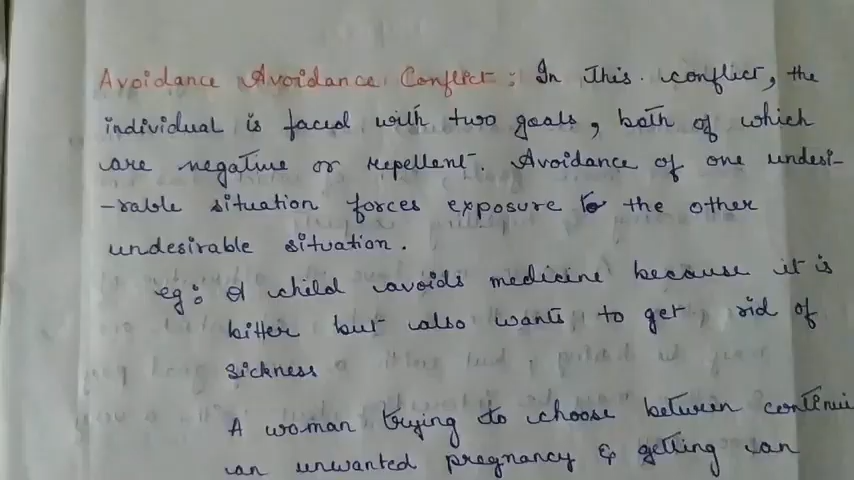 Avoidance Avoidance Conflict : In this conflict, the
individual is faced with two goals, both of which
are negative or repellent. Avoidance of one undesi-
-rable situation forces exposure to the other
undesirable situation.
eg: A child avoids medicine because it is
bitter but also wants to get rid of
sickness
A woman trying to choose between continui
an unwanted pregnancy & getting an